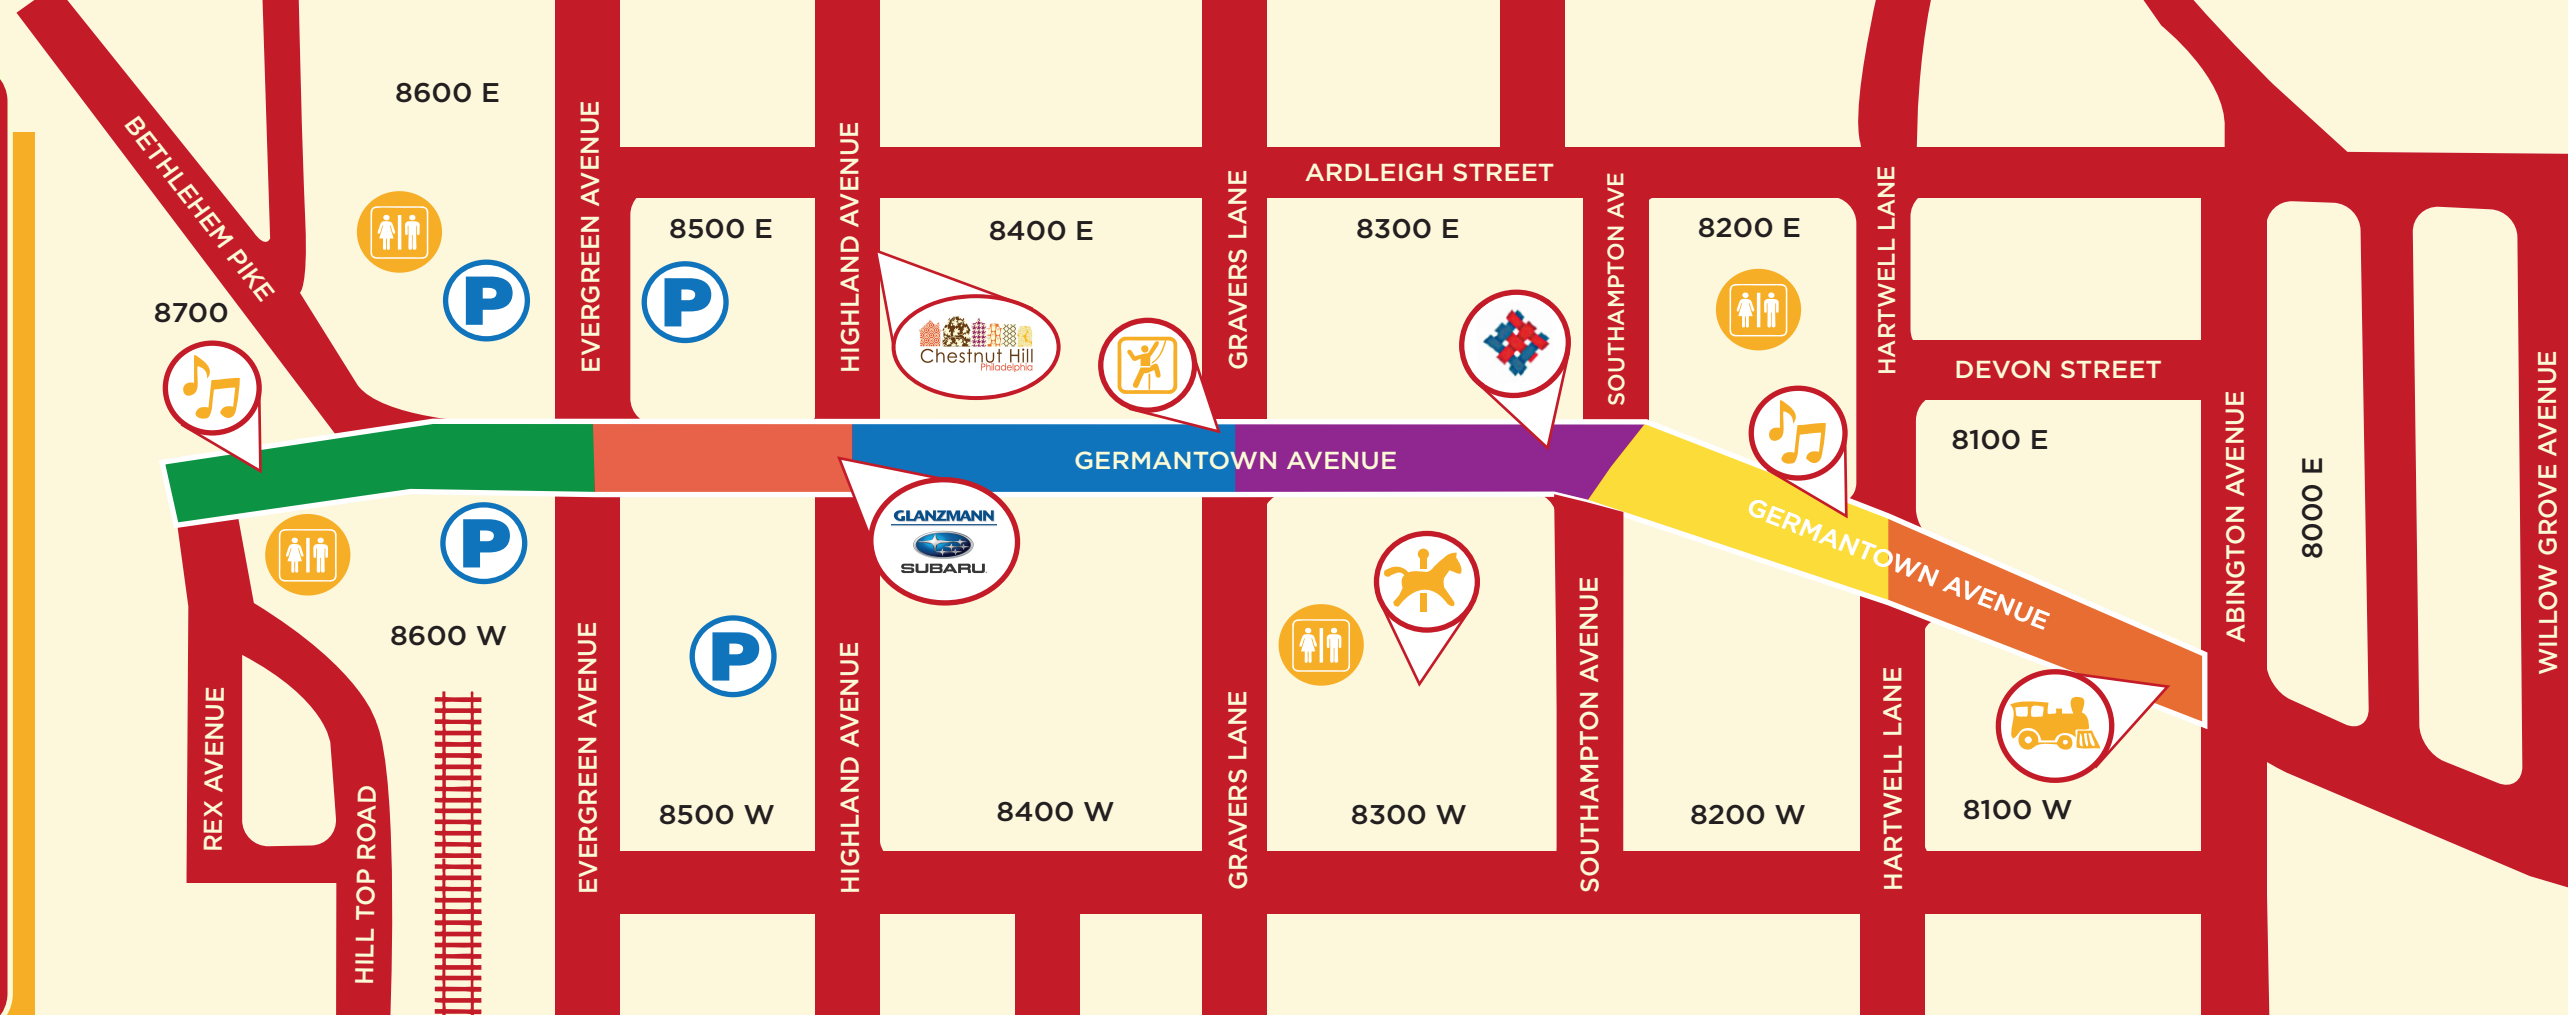 8600 E
BETHLEHEM PIKE
8700
EVERGREEN AVENUE
8500 E
HIGHLAND AVENUE
8400 E
Chestnut Hill
Philadelphia
GRAVERS LANE
ARDLEIGH STREET
8300 E
SOUTHAMPTON AVE
8200 E
HARTWELL LANE
DEVON STREET
8100 E
ABINGTON AVENUE
8000 E
WILLOW GROVE AVENUE
GERMANTOWN AVENUE
GERMANTOWN AVENUE
P
P
P
P
GLANZMANN
SUBARU
8600 W
REX AVENUE
HILL TOP ROAD
EVERGREEN AVENUE
8500 W
HIGHLAND AVENUE
8400 W
GRAVERS LANE
8300 W
SOUTHAMPTON AVENUE
8200 W
HARTWELL LANE
8100 W